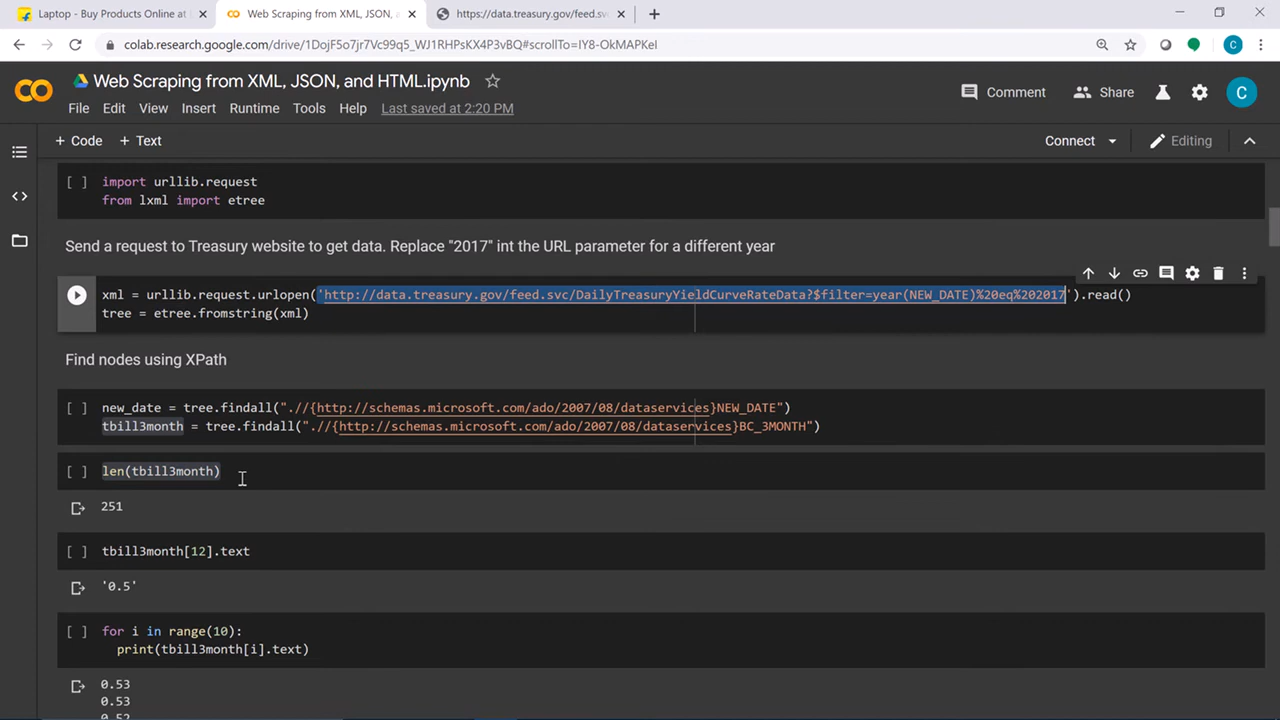 Laptop - Buy Products Online at
Web Scraping from XML, JSON, an
https://data.treasury.gov/feed.sv
colab.research.google.com/drive/1DojF5o7jr7Vc99q5_WJ1RHPsKX4P3vBQ#scrollTo=IY8-OkMAPKeI
C
Web Scraping from XML, JSON, and HTML.ipynb
Comment
Share
C
File Edit View Insert Runtime Tools Help Last saved at 2:20 PM
+ Code + Text
Connect
Editing
[ ] import urllib.request
from lxml import etree
Send a request to Treasury website to get data. Replace "2017" int the URL parameter for a different year
xml = urllib.request.urlopen('http://data.treasury.gov/feed.svc/DailyTreasuryYieldCurveRateData?$filter=year(NEW_DATE)%20eq%202017').read()
tree = etree.fromstring(xml)
Find nodes using XPath
[ ] new_date = tree.findall(".//{http://schemas.microsoft.com/ado/2007/08/dataservices}NEW_DATE")
tbill3month = tree.findall(".//{http://schemas.microsoft.com/ado/2007/08/dataservices}BC_3MONTH")
[ ] len(tbill3month)
251
[ ] tbill3month[12].text
'0.5'
[ ] for i in range(10):
print(tbill3month[i].text)
0.53
0.53
0.52